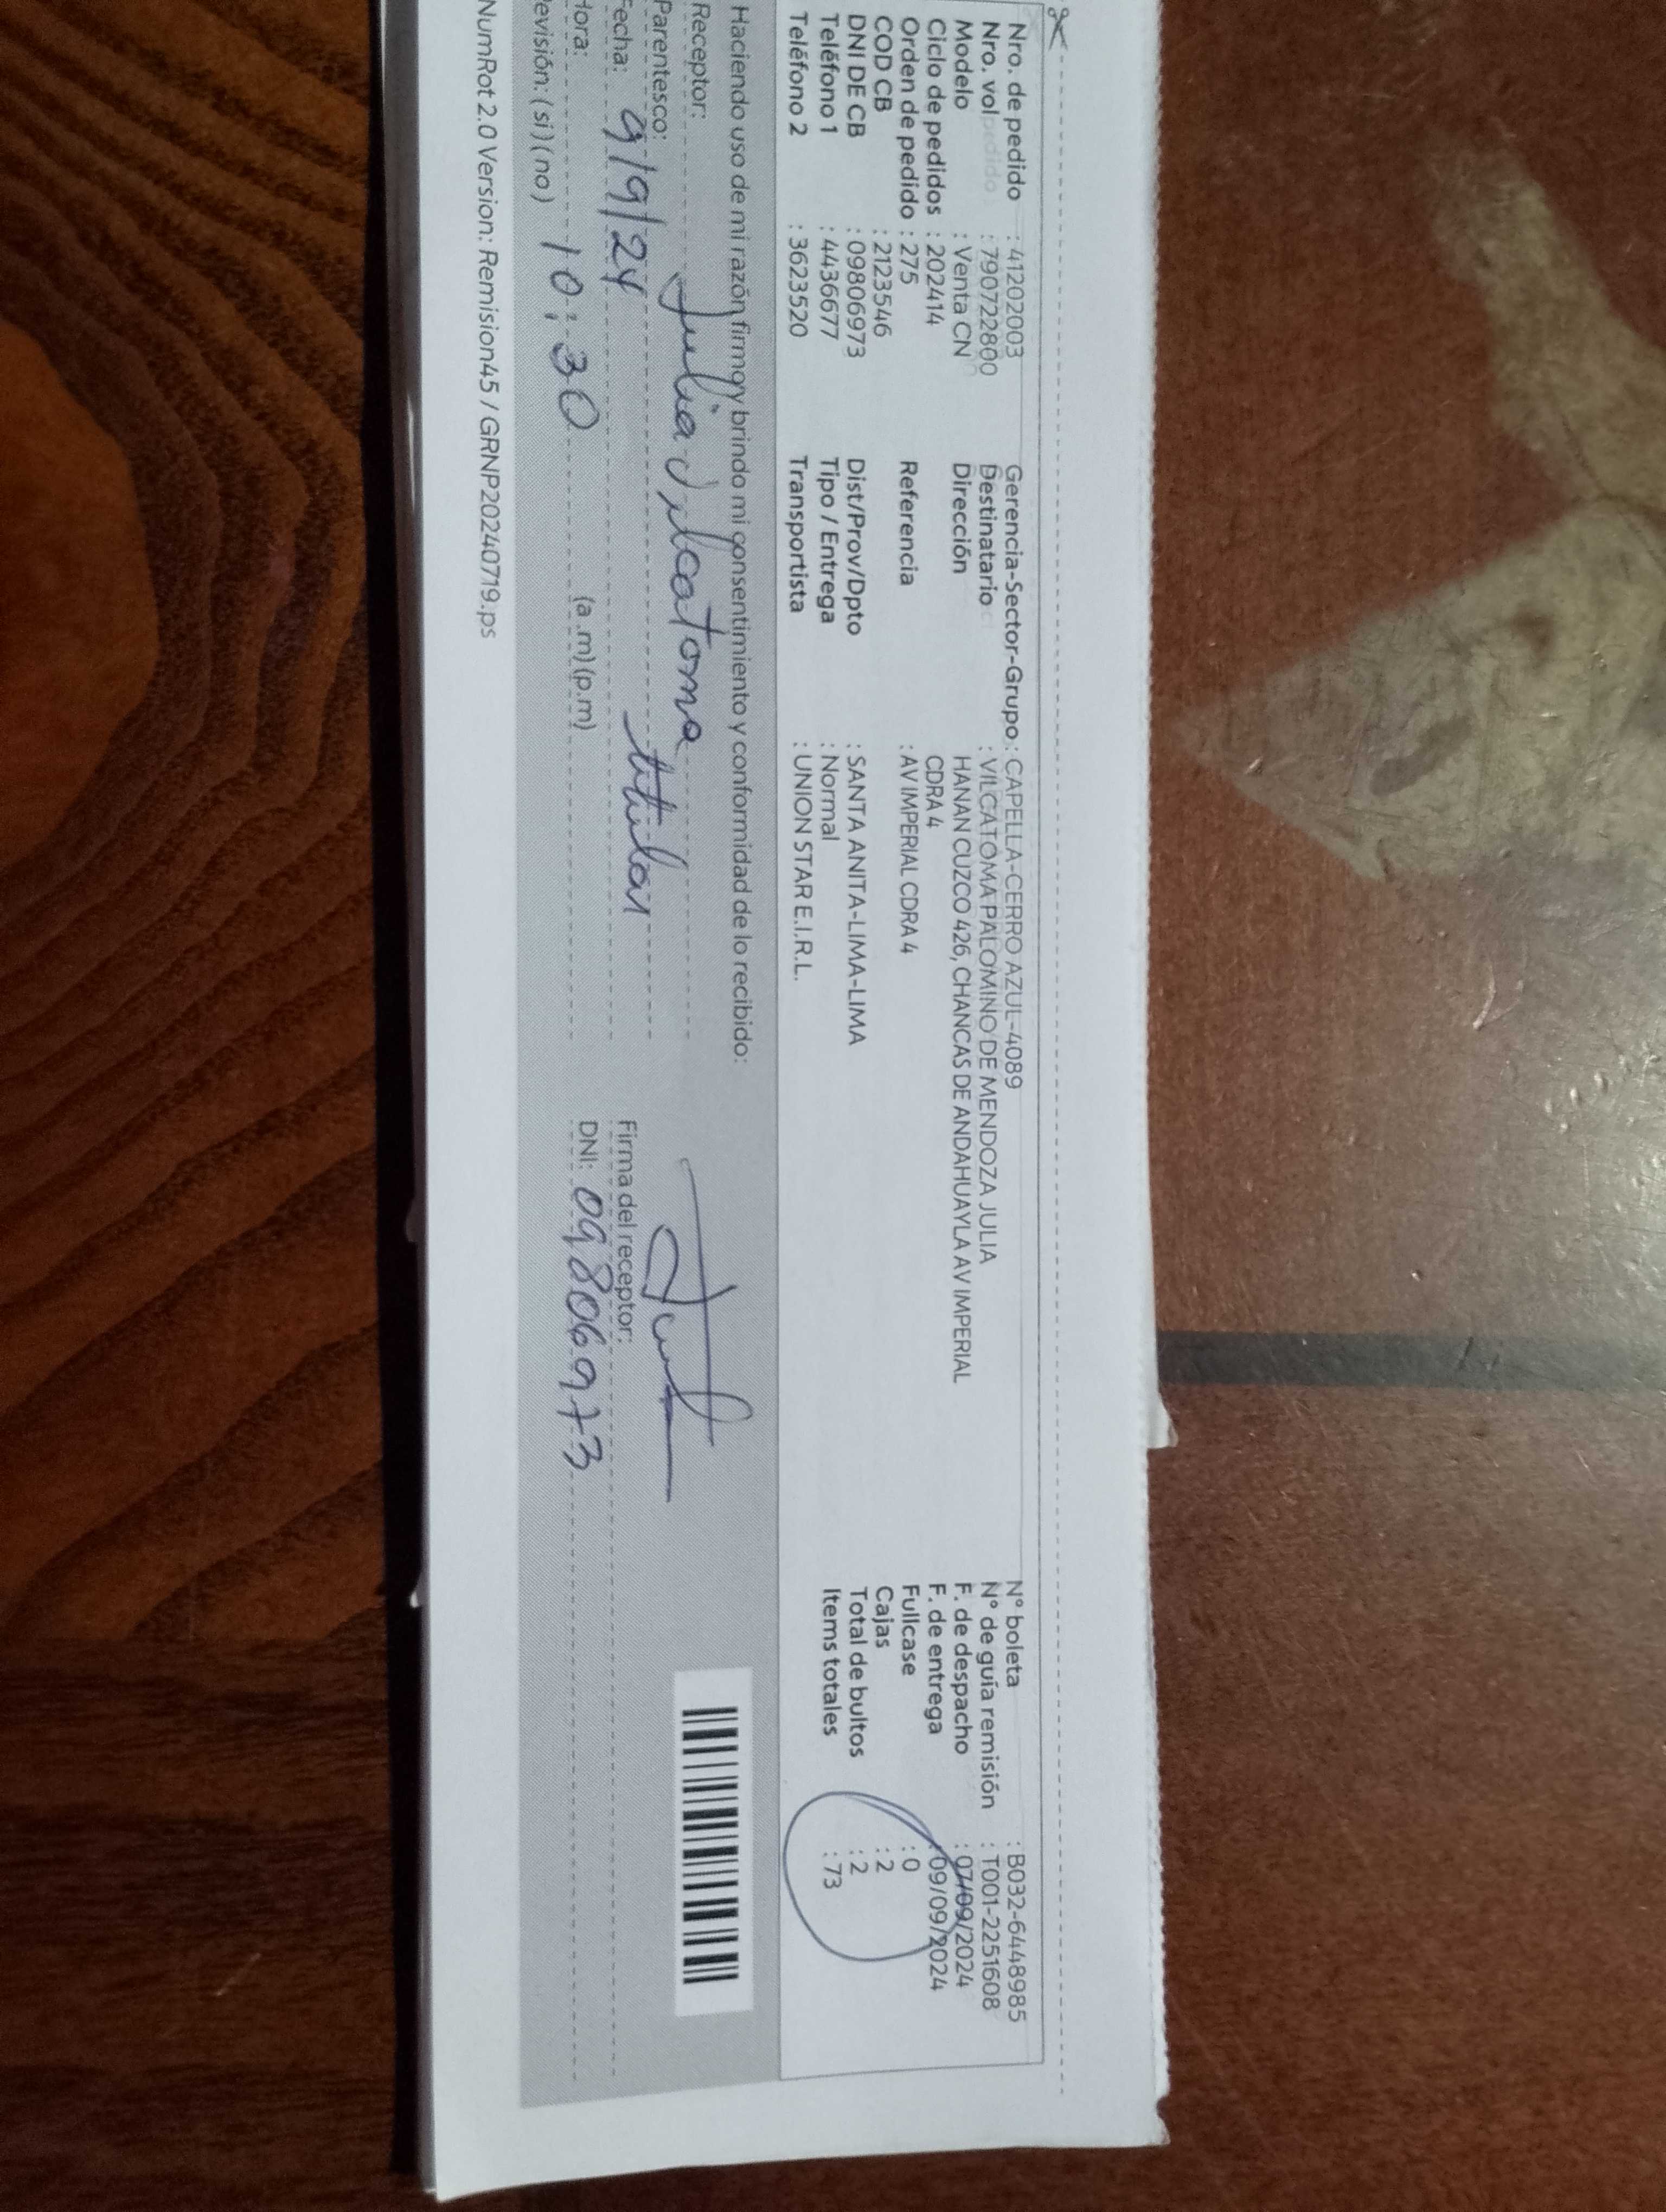 Nro. de pedido : 412022003
Nro. vol pedido : 790722800
Modelo : Venta CN
Ciclo de pedidos : 202414
Orden de pedido : 275
COD CB : 2123546
DNI DE CB : 09806973
Teléfono 1 : 4436677
Teléfono 2 : 3623520
Gerencia-Sector-Grupo : CAPELLA-CERRO AZUL-4089
Destinatario : VILCATOMA PALOMINO DE MENDOZA JULIA
Dirección HANAN CUZCO 426, CHANCAS DE ANDAHUAYLA AV IMPERIAL
CDRA 4
Referencia : AV IMPERIAL CDRA 4
Dist/Prov/Dpto : SANTA ANITA-LIMA-LIMA
Tipo / Entrega : Normal
Transportista : UNION STAR E.I.R.L.
N° boleta : B032-6448985
N° de guía remisión : T001-2251608
F. de despacho : 07/09/2024
F. de entrega : 09/09/2024
Fullcase : 0
Cajas : 2
Total de bultos : 2
Items totales : 73
Haciendo uso de mi razón firmo y brindo mi consentimiento y conformidad de lo recibido:
Receptor: Julia Vilcatoma
Parentesco: titular
Fecha: 9/9/24
Hora: 10:30 (a.m)(p.m)
Revisión: (si) (no)
Firma del receptor:
DNI: 09806973
NumRot 2.0 Version: Remision45 / GRNP20240719.ps